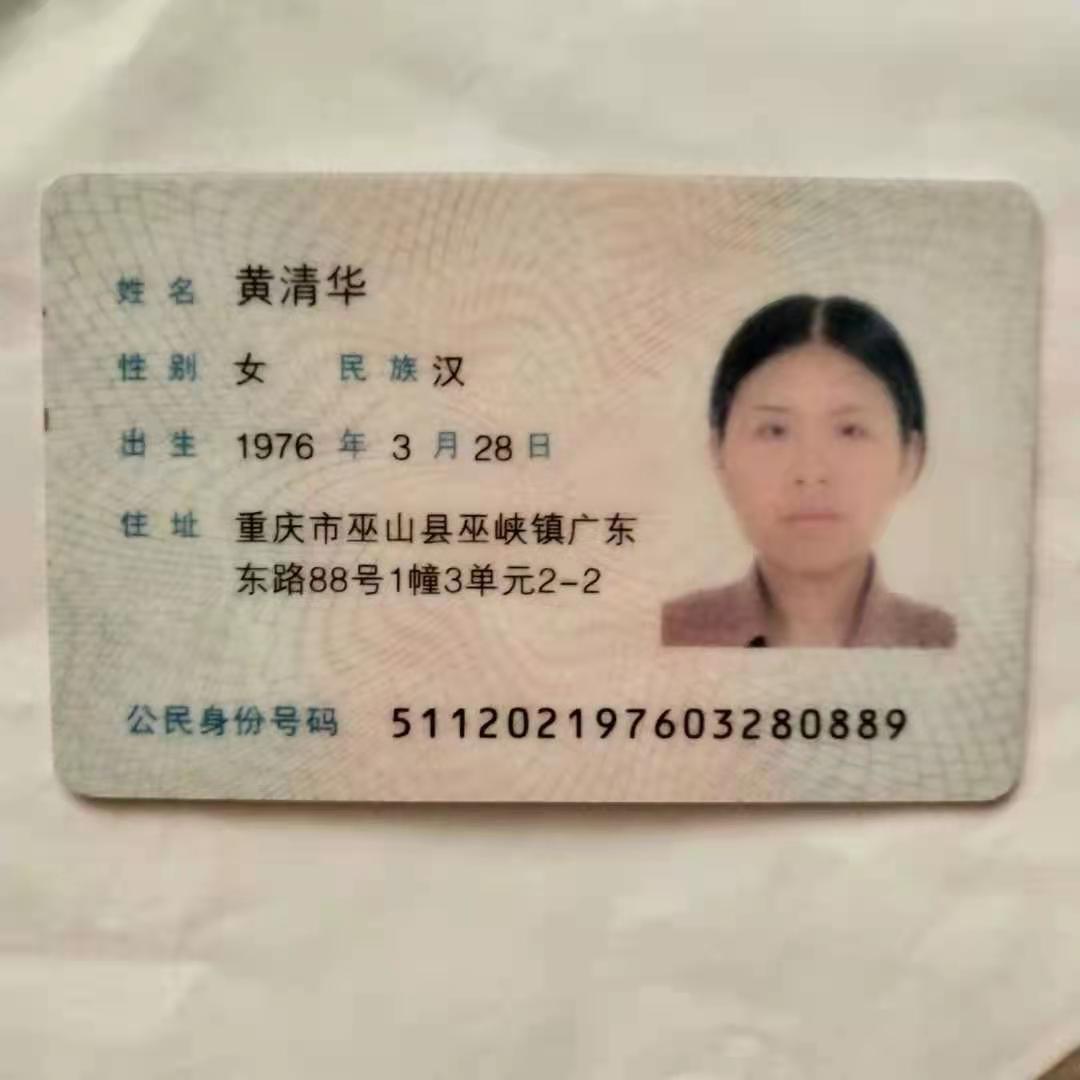 姓名 黄清华
性别 女 民族 汉
出生 1976 年 3 月 28 日
住址 重庆市巫山县巫峡镇广东
东路88号1幢3单元2-2
公民身份号码 511202197603280889